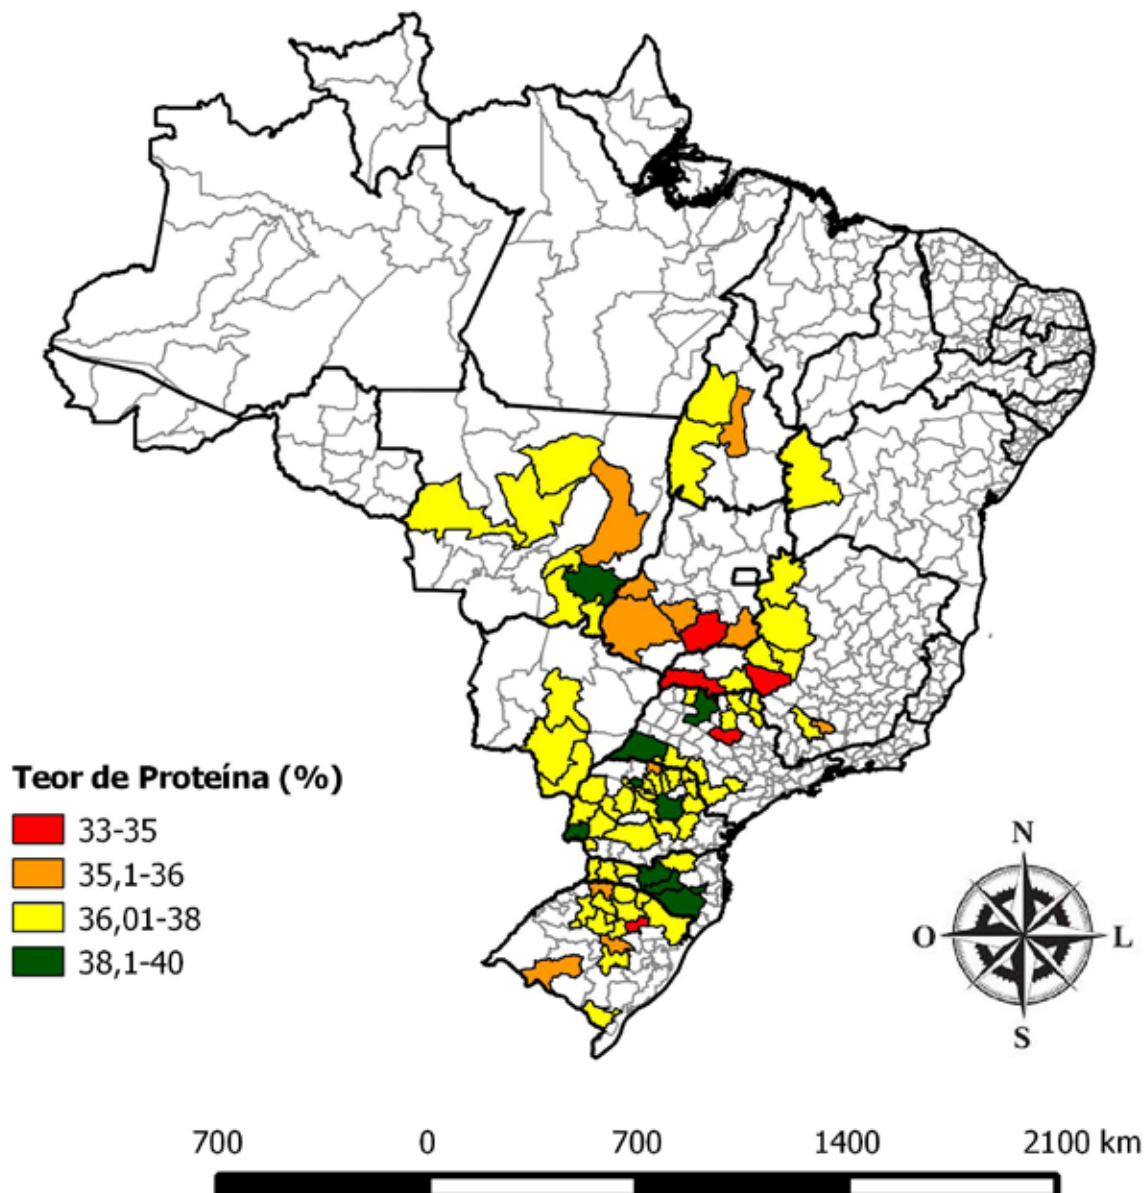 Teor de Proteína (%)
33-35
35,1-36
36,01-38
38,1-40
N
O
L
S
700 0 700 1400 2100 km